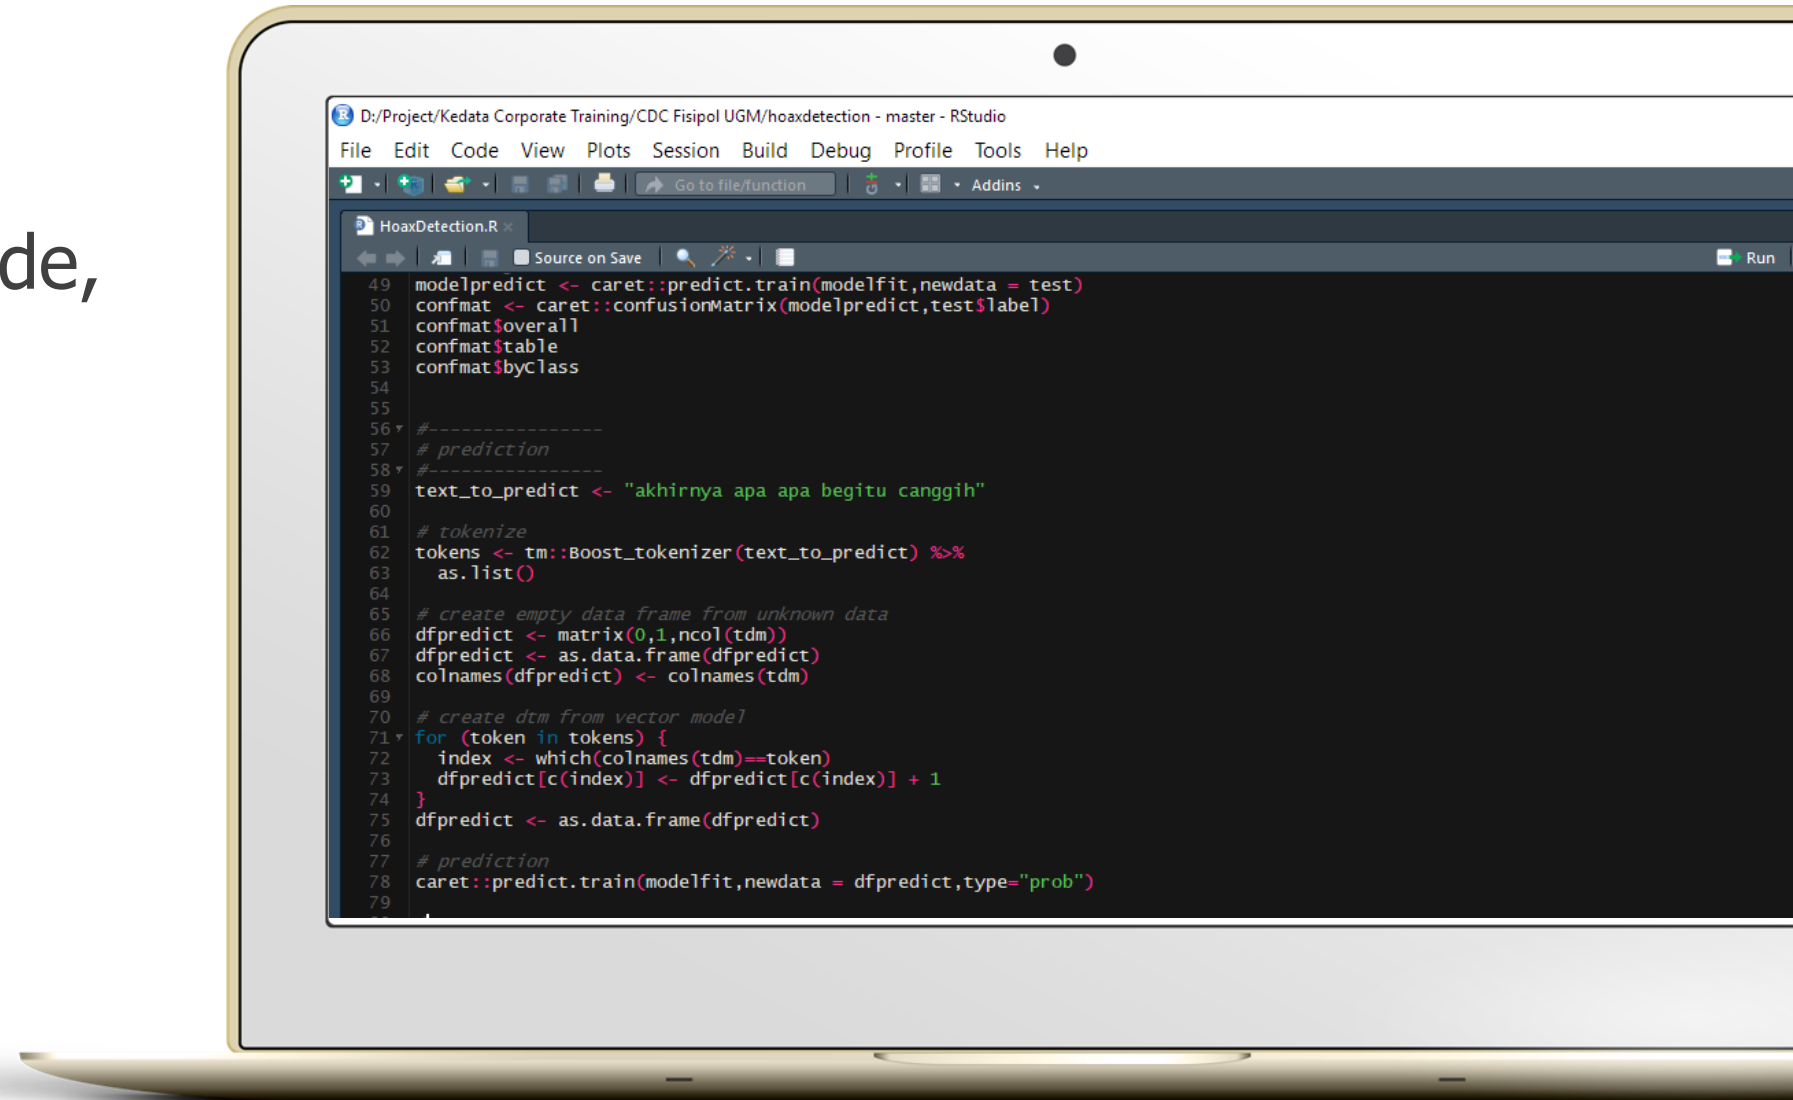 de,
D:/Project/Kedata Corporate Training/CDC Fisipol UGM/hoaxdetection - master - RStudio
File Edit Code View Plots Session Build Debug Profile Tools Help
Go to file/function Addins
HoaxDetection.R
Source on Save Run
49 modelpredict <- caret::predict.train(modelfit,newdata = test)
50 confmat <- caret::confusionMatrix(modelpredict,test$label)
51 confmat$overall
52 confmat$table
53 confmat$byClass
54
55
56 #----------------
57 # prediction
58 #----------------
59 text_to_predict <- "akhirnya apa apa begitu canggih"
60
61 # tokenize
62 tokens <- tm::Boost_tokenizer(text_to_predict) %>%
63   as.list()
64
65 # create empty data frame from unknown data
66 dfpredict <- matrix(0,1,ncol(tdm))
67 dfpredict <- as.data.frame(dfpredict)
68 colnames(dfpredict) <- colnames(tdm)
69
70 # create dtm from vector model
71 for (token in tokens) {
72   index <- which(colnames(tdm)==token)
73   dfpredict[c(index)] <- dfpredict[c(index)] + 1
74 }
75 dfpredict <- as.data.frame(dfpredict)
76
77 # prediction
78 caret::predict.train(modelfit,newdata = dfpredict,type="prob")
79